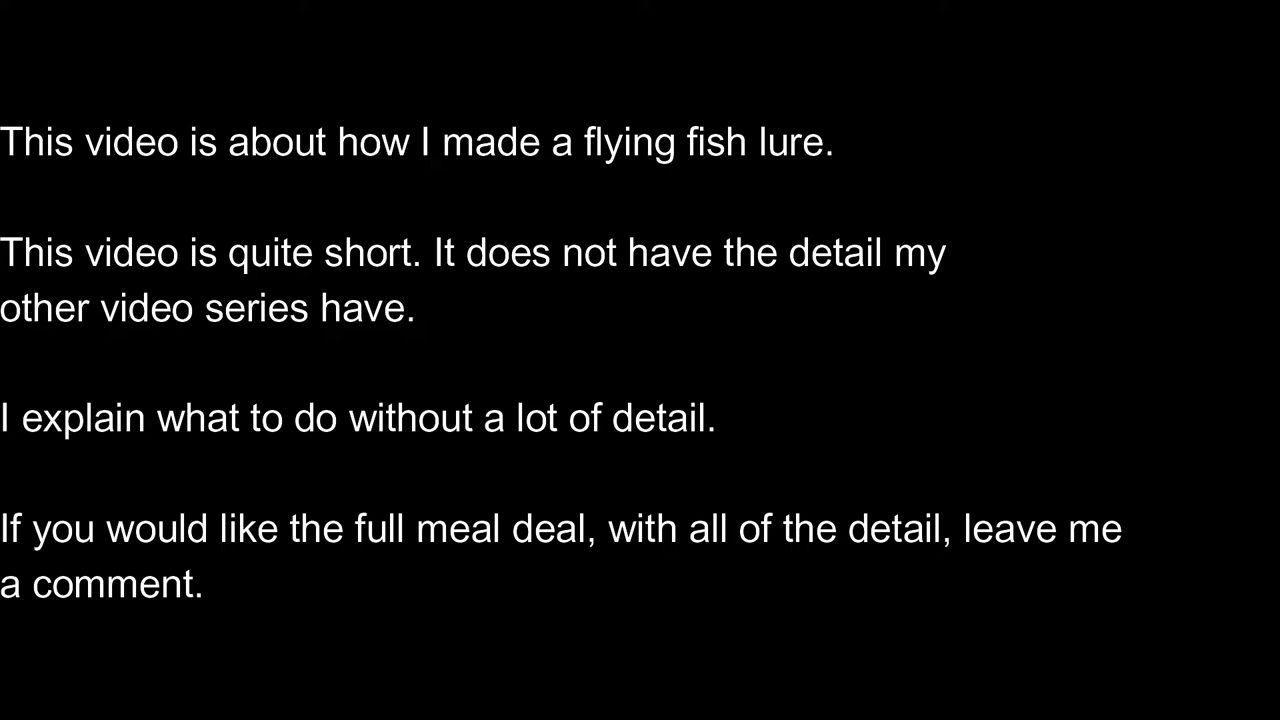 This video is about how I made a flying fish lure.
This video is quite short. It does not have the detail my
other video series have.
I explain what to do without a lot of detail.
If you would like the full meal deal, with all of the detail, leave me
a comment.